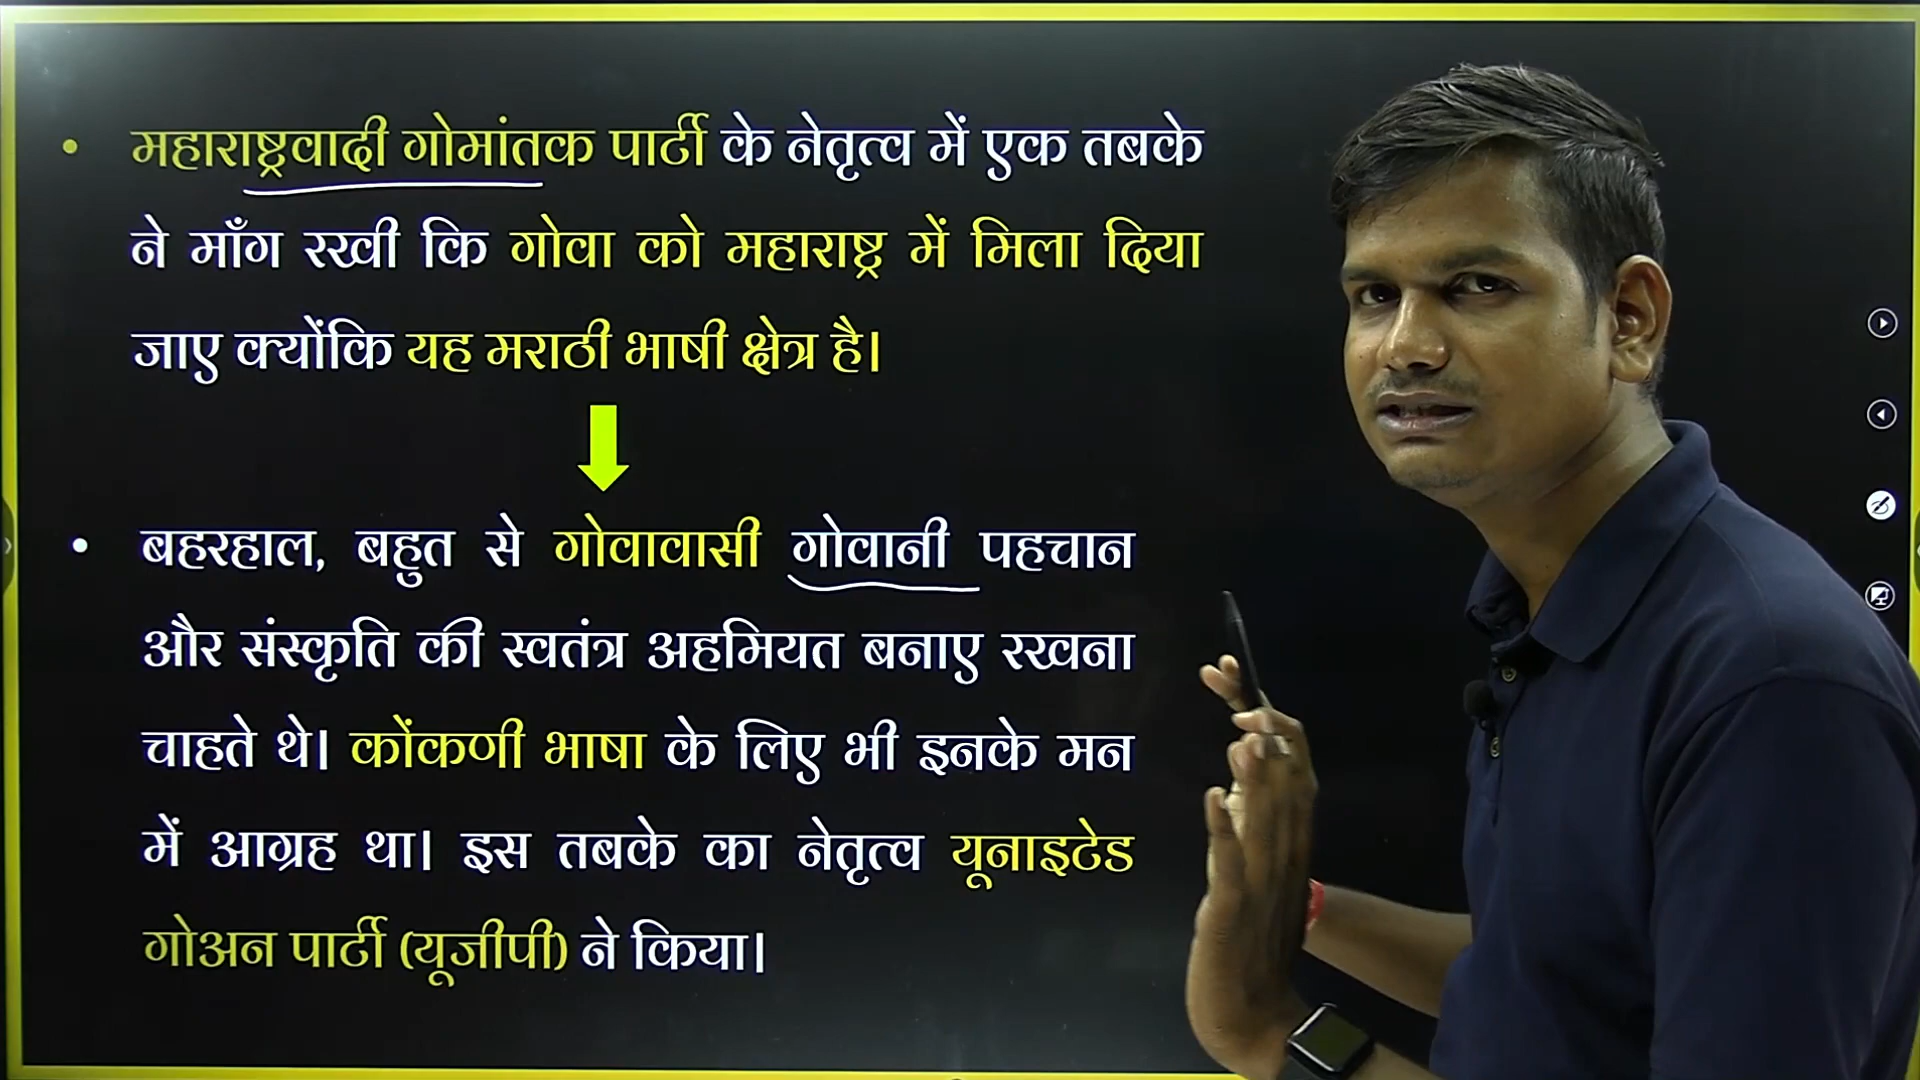 • महाराष्ट्रवादी गोमांतक पार्टी के नेतृत्व में एक तबके
ने माँग रखी कि गोवा को महाराष्ट्र में मिला दिया
जाए क्योंकि यह मराठी भाषी क्षेत्र है।
• बहरहाल, बहुत से गोवावासी गोवानी पहचान
और संस्कृति की स्वतंत्र अहमियत बनाए रखना
चाहते थे। कोंकणी भाषा के लिए भी इनके मन
में आग्रह था। इस तबके का नेतृत्व यूनाइटेड
गोअन पार्टी (यूजीपी) ने किया।